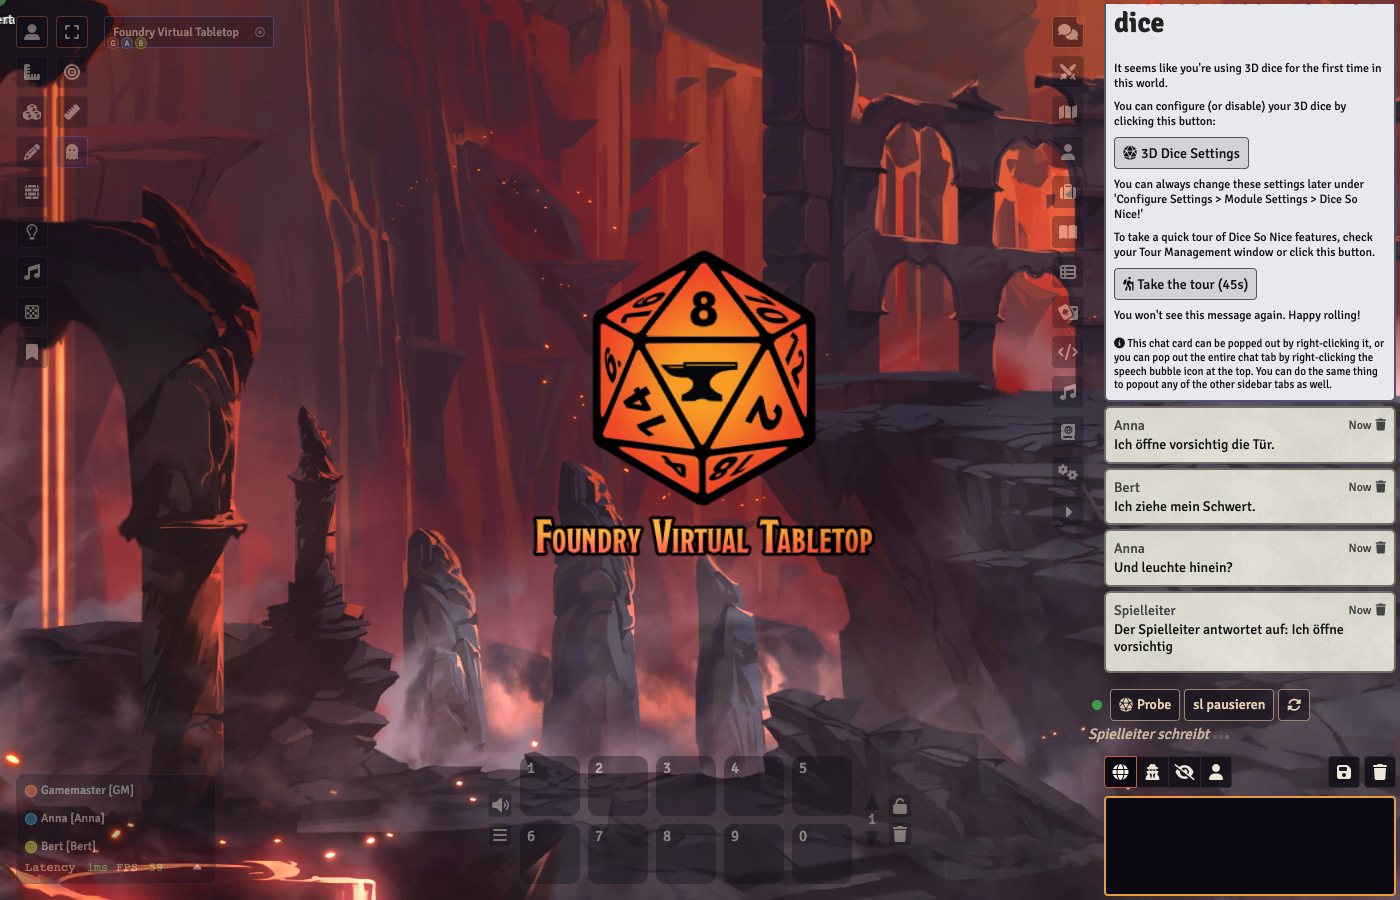 Foundry Virtual Tabletop
G A B
dice
It seems like you're using 3D dice for the first time in
this world.
You can configure (or disable) your 3D dice by
clicking this button:
3D Dice Settings
You can always change these settings later under
'Configure Settings > Module Settings > Dice So
Nice!'
To take a quick tour of Dice So Nice features, check
your Tour Management window or click this button.
Take the tour (45s)
You won't see this message again. Happy rolling!
This chat card can be popped out by right-clicking it, or
you can pop out the entire chat tab by right-clicking the
speech bubble icon at the top. You can do the same thing
to popout any of the other sidebar tabs as well.
Anna
Now
Ich öffne vorsichtig die Tür.
Bert
Now
Ich ziehe mein Schwert.
Anna
Now
Und leuchte hinein?
Spielleiter
Now
Der Spielleiter antwortet auf: Ich öffne
vorsichtig
Probe
sl pausieren
Spielleiter schreibt
8
12
2
18
4
14
6.
Foundry Virtual Tabletop
1 2 3 4 5
6 7 8 9 0
1
Gamemaster [GM]
Anna [Anna]
Bert [Bert]
Latency 1ms FPS 59